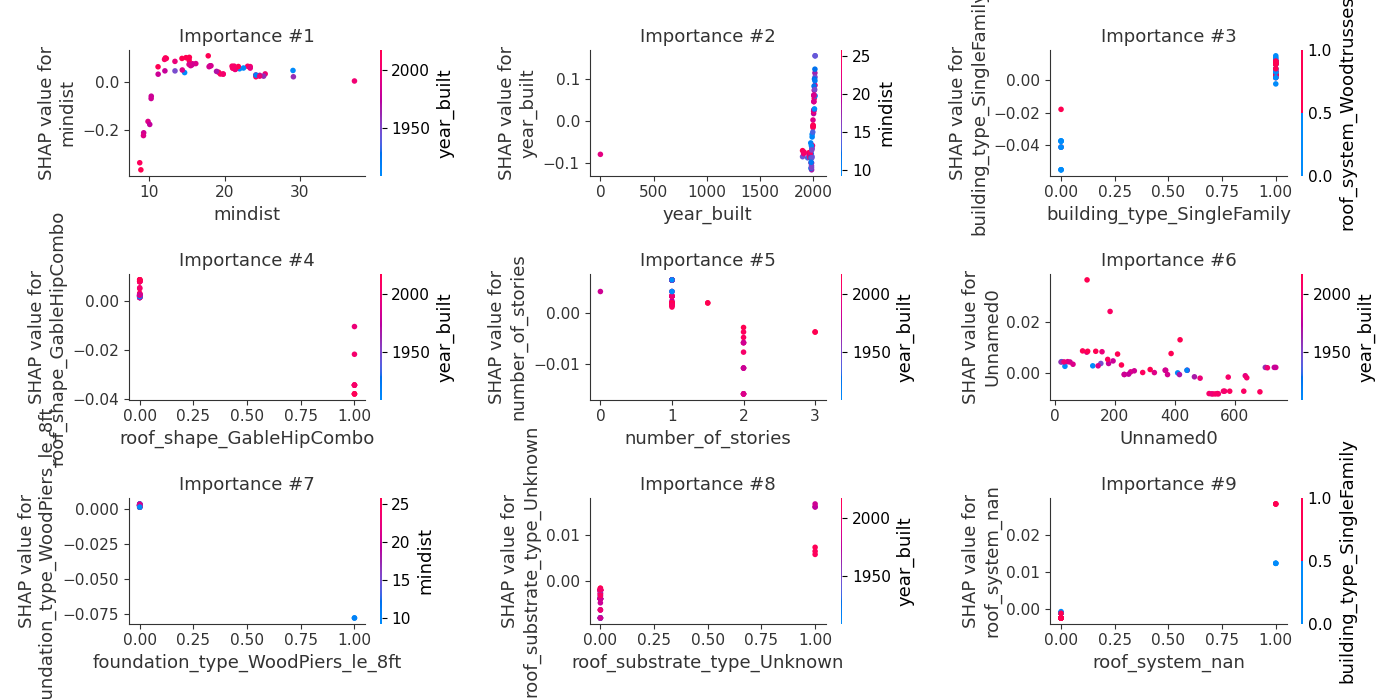 Importance #1
SHAP value for
mindist
0.0
−0.2
10
20
30
mindist
2000
1950
year_built
Importance #2
SHAP value for
year_built
0.1
0.0
−0.1
0
500
1000
1500
2000
year_built
25
20
15
10
mindist
Importance #3
SHAP value for
building_type_SingleFamily
0.00
−0.02
−0.04
0.00
0.25
0.50
0.75
1.00
building_type_SingleFamily
1.0
0.5
0.0
roof_system_Woodtrusses
Importance #4
SHAP value for
roof_shape_GableHipCombo
0.00
−0.02
−0.04
0.00
0.25
0.50
0.75
1.00
roof_shape_GableHipCombo
2000
1950
year_built
Importance #5
SHAP value for
number_of_stories
0.00
−0.01
0
1
2
3
number_of_stories
2000
1950
year_built
Importance #6
SHAP value for
Unnamed0
0.02
0.00
0
200
400
600
Unnamed0
2000
1950
year_built
Importance #7
SHAP value for
undation_type_WoodPiers_le_8ft
0.000
−0.025
−0.050
−0.075
0.00
0.25
0.50
0.75
1.00
foundation_type_WoodPiers_le_8ft
25
20
15
10
mindist
Importance #8
SHAP value for
roof_substrate_type_Unknown
0.01
0.00
0.00
0.25
0.50
0.75
1.00
roof_substrate_type_Unknown
2000
1950
year_built
Importance #9
SHAP value for
roof_system_nan
0.02
0.01
0.00
0.00
0.25
0.50
0.75
1.00
roof_system_nan
1.0
0.5
0.0
building_type_SingleFamily